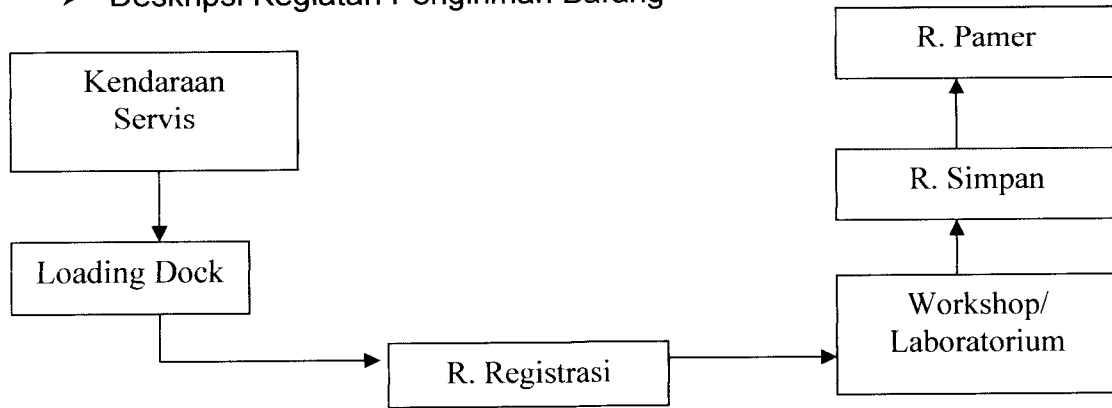 ➤ Deskripsi Kegiatan Pengiriman Barang
Kendaraan
Servis
Loading Dock
R. Registrasi
Workshop/
Laboratorium
R. Simpan
R. Pamer